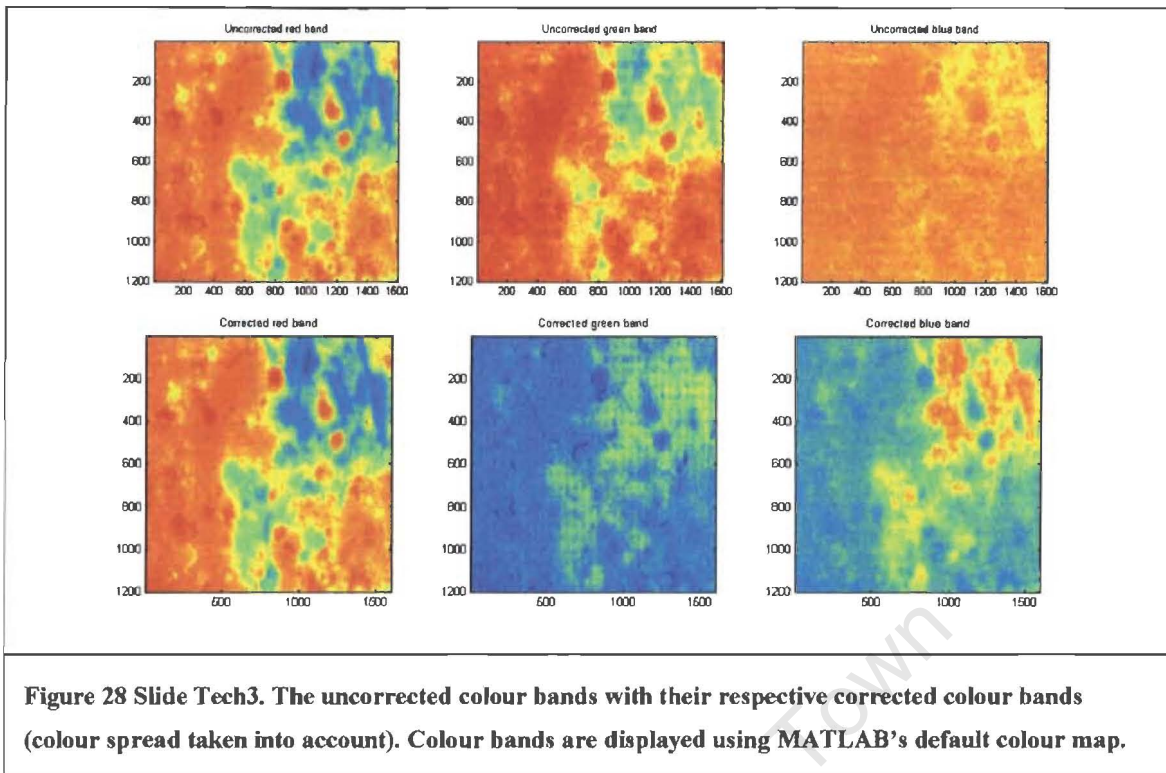 Uncorrected red band Uncorrected green band Uncorrected blue band
200 200 200
400 400 400
600 600 600
800 800 800
1000 1000 1000
1200 1200 1200
200 400 600 800 1000 1200 1400 1600 200 400 600 800 1000 1200 1400 1600 200 400 600 800 1000 1200 1400 1600
Corrected red band Corrected green band Corrected blue band
200 200 200
400 400 400
600 600 600
800 800 800
1000 1000 1000
1200 1200 1200
500 1000 1500 500 1000 1500 500 1000 1500
Town
Figure 28 Slide Tech3. The uncorrected colour bands with their respective corrected colour bands
(colour spread taken into account). Colour bands are displayed using MATLAB's default colour map.